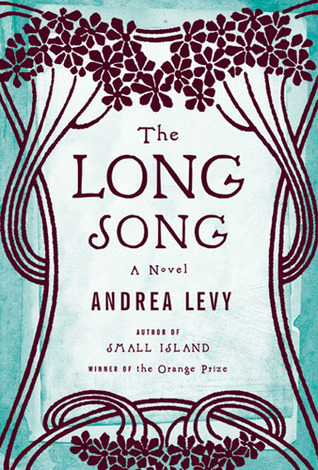 The
LONG
SONG
A Novel
ANDREA LEVY
AUTHOR OF
SMALL ISLAND
WINNER OF the Orange Prize